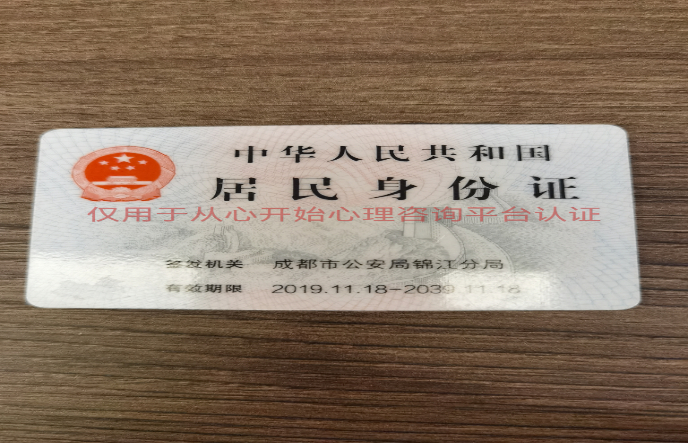 中华人民共和国
居民身份证
仅用于从心开始心理咨询平台认证
签发机关 成都市公安局锦江分局
有效期限 2019.11.18-2039.11.18